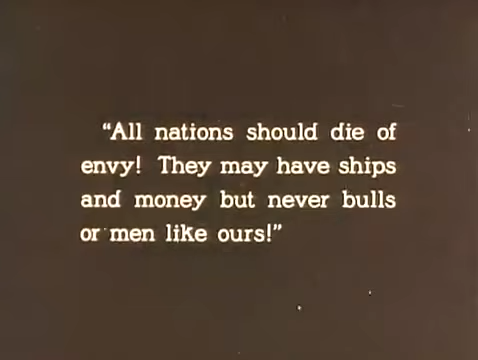 “All nations should die of
envy! They may have ships
and money but never bulls
or men like ours!”